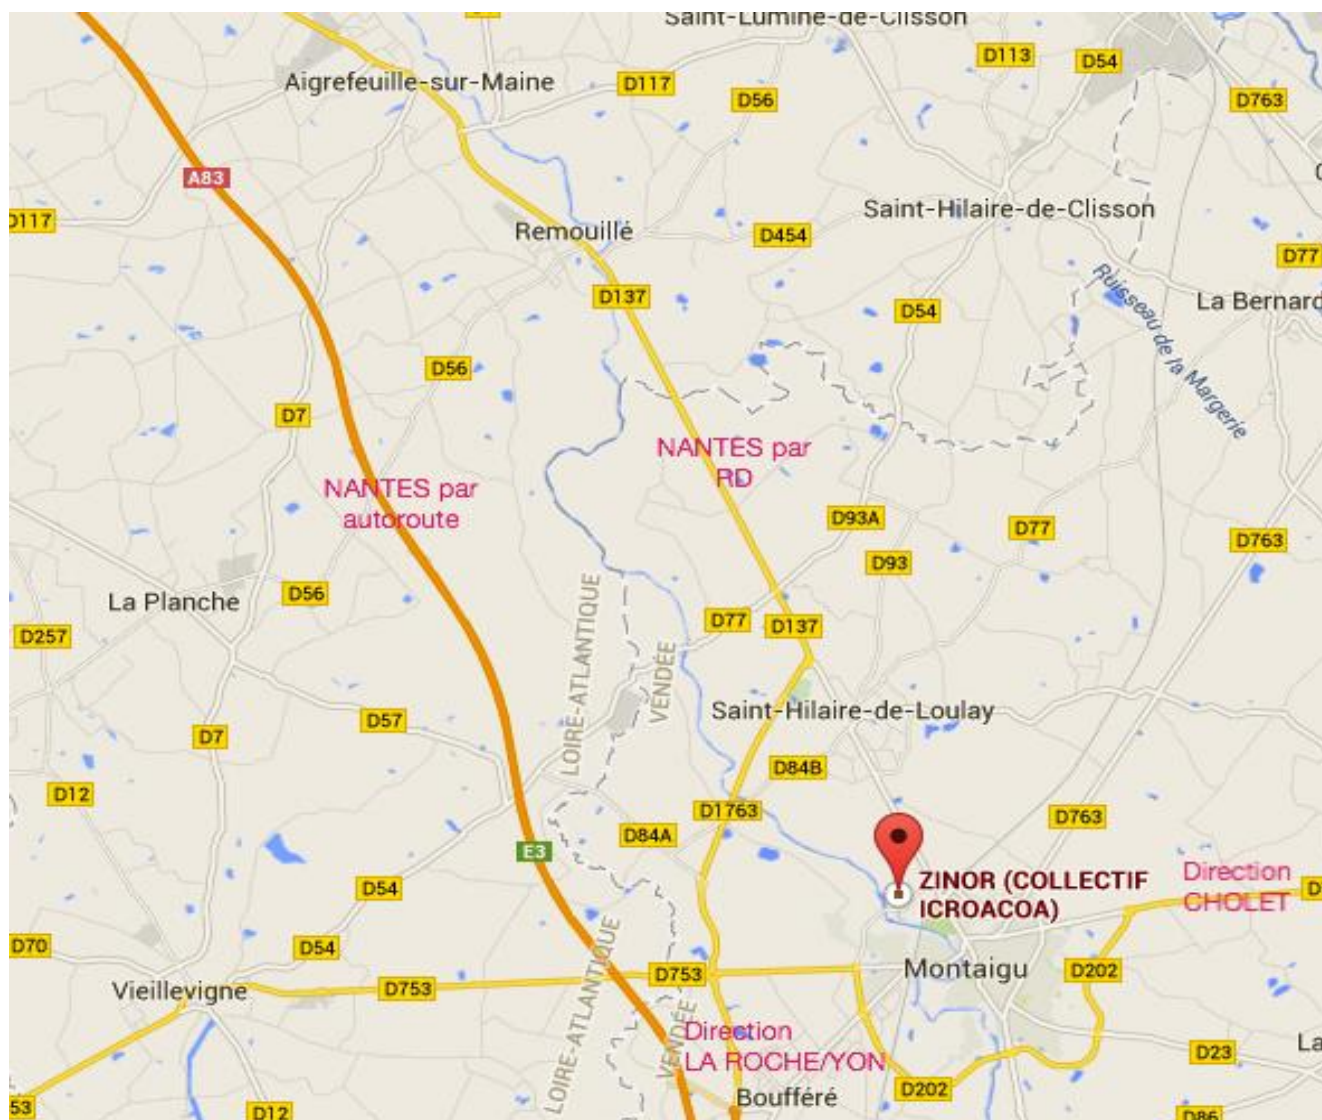 Saint-Lumine-de-Clisson
D113
D54
Aigrefeuille-sur-Maine
D117
D56
D763
A83
Saint-Hilaire-de-Clisson
D117
Remouillé
D454
D77
D137
Ruisseau de la Margerie
La Bernard
D54
D56
D7
NANTES par
RD
NANTES par
autoroute
D93A
D77
D763
D93
D56
La Planche
D77
D137
D257
LOIRE-ATLANTIQUE
VENDÉE
Saint-Hilaire-de-Loulay
D57
D7
D84B
D12
D1763
D763
D84A
E3
ZINOR (COLLECTIF
ICROACOA)
Direction
CHOLET
D54
D70
D54
D753
D753
Montaigu
D202
Vieillevigne
LOIRE-ATLANTIQUE
VENDÉE
Direction
LA ROCHE/YON
D23
La
D202
Boufféré
53
D12
D86